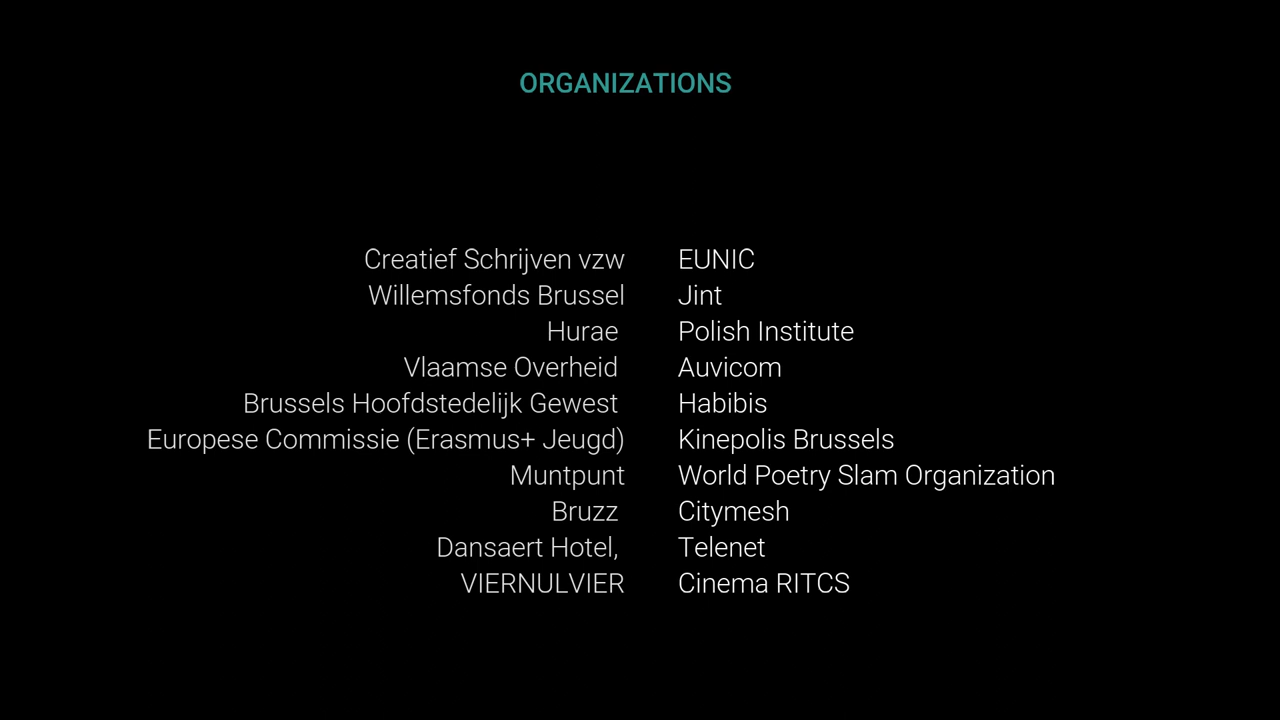 ORGANIZATIONS
Creatief Schrijven vzw EUNIC
Willemsfonds Brussel Jint
Hurae Polish Institute
Vlaamse Overheid Auvicom
Brussels Hoofdstedelijk Gewest Habibis
Europese Commissie (Erasmus+ Jeugd) Kinepolis Brussels
Muntpunt World Poetry Slam Organization
Bruzz Citymesh
Dansaert Hotel, Telenet
VIERNULVIER Cinema RITCS